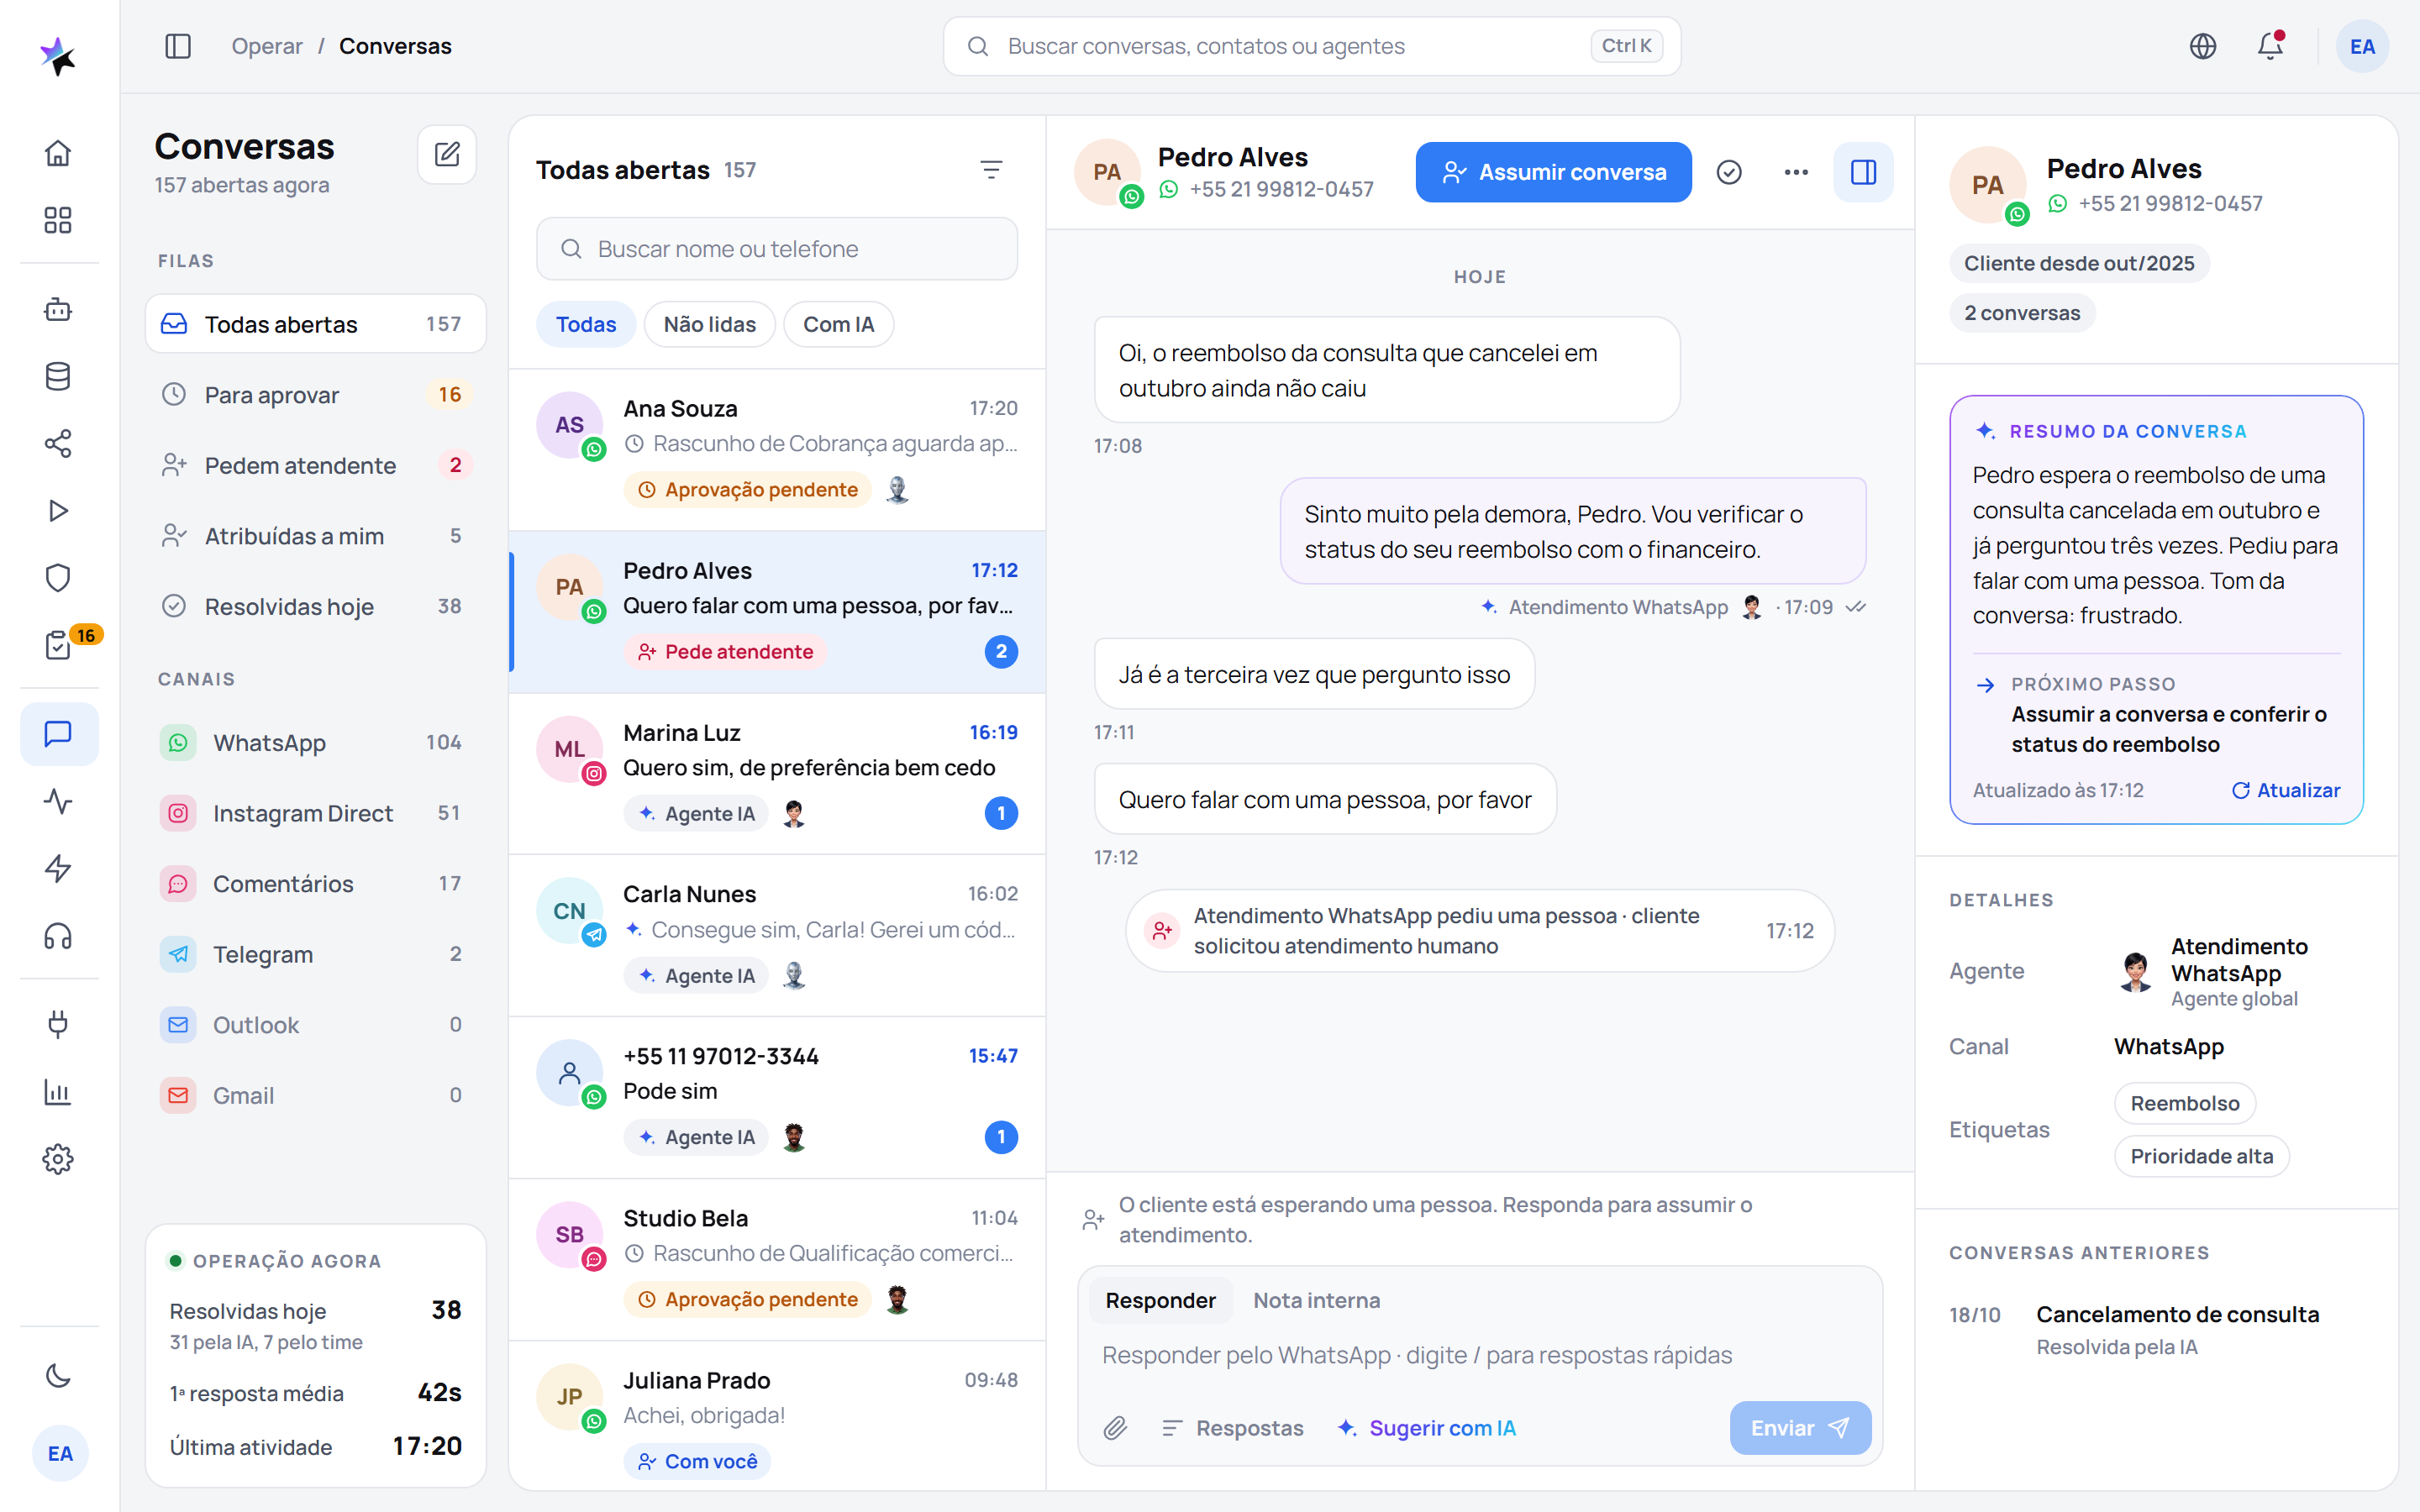 Operar / Conversas
Buscar conversas, contatos ou agentes
Ctrl K
EA
16
EA
Conversas
157 abertas agora
FILAS
Todas abertas 157
Para aprovar 16
Pedem atendente 2
Atribuídas a mim 5
Resolvidas hoje 38
CANAIS
WhatsApp 104
Instagram Direct 51
Comentários 17
Telegram 2
Outlook 0
Gmail 0
OPERAÇÃO AGORA
Resolvidas hoje 38
31 pela IA, 7 pelo time
1ª resposta média 42s
Última atividade 17:20
Todas abertas 157
Buscar nome ou telefone
Todas
Não lidas
Com IA
AS
Ana Souza 17:20
Rascunho de Cobrança aguarda ap...
Aprovação pendente
PA
Pedro Alves 17:12
Quero falar com uma pessoa, por fav...
Pede atendente 2
ML
Marina Luz 16:19
Quero sim, de preferência bem cedo
Agente IA 1
CN
Carla Nunes 16:02
Consegue sim, Carla! Gerei um cód...
Agente IA
+55 11 97012-3344 15:47
Pode sim
Agente IA 1
SB
Studio Bela 11:04
Rascunho de Qualificação comerci...
Aprovação pendente
JP
Juliana Prado 09:48
Achei, obrigada!
Com você
PA
Pedro Alves
+55 21 99812-0457
Assumir conversa
HOJE
Oi, o reembolso da consulta que cancelei em
outubro ainda não caiu
17:08
Sinto muito pela demora, Pedro. Vou verificar o
status do seu reembolso com o financeiro.
Atendimento WhatsApp · 17:09
Já é a terceira vez que pergunto isso
17:11
Quero falar com uma pessoa, por favor
17:12
Atendimento WhatsApp pediu uma pessoa · cliente
solicitou atendimento humano
17:12
O cliente está esperando uma pessoa. Responda para assumir o
atendimento.
Responder
Nota interna
Responder pelo WhatsApp · digite / para respostas rápidas
Respostas
Sugerir com IA
Enviar
PA
Pedro Alves
+55 21 99812-0457
Cliente desde out/2025
2 conversas
RESUMO DA CONVERSA
Pedro espera o reembolso de uma
consulta cancelada em outubro e
já perguntou três vezes. Pediu para
falar com uma pessoa. Tom da
conversa: frustrado.
PRÓXIMO PASSO
Assumir a conversa e conferir o
status do reembolso
Atualizado às 17:12
Atualizar
DETALHES
Agente
Atendimento
WhatsApp
Agente global
Canal
WhatsApp
Etiquetas
Reembolso
Prioridade alta
CONVERSAS ANTERIORES
18/10 Cancelamento de consulta
Resolvida pela IA